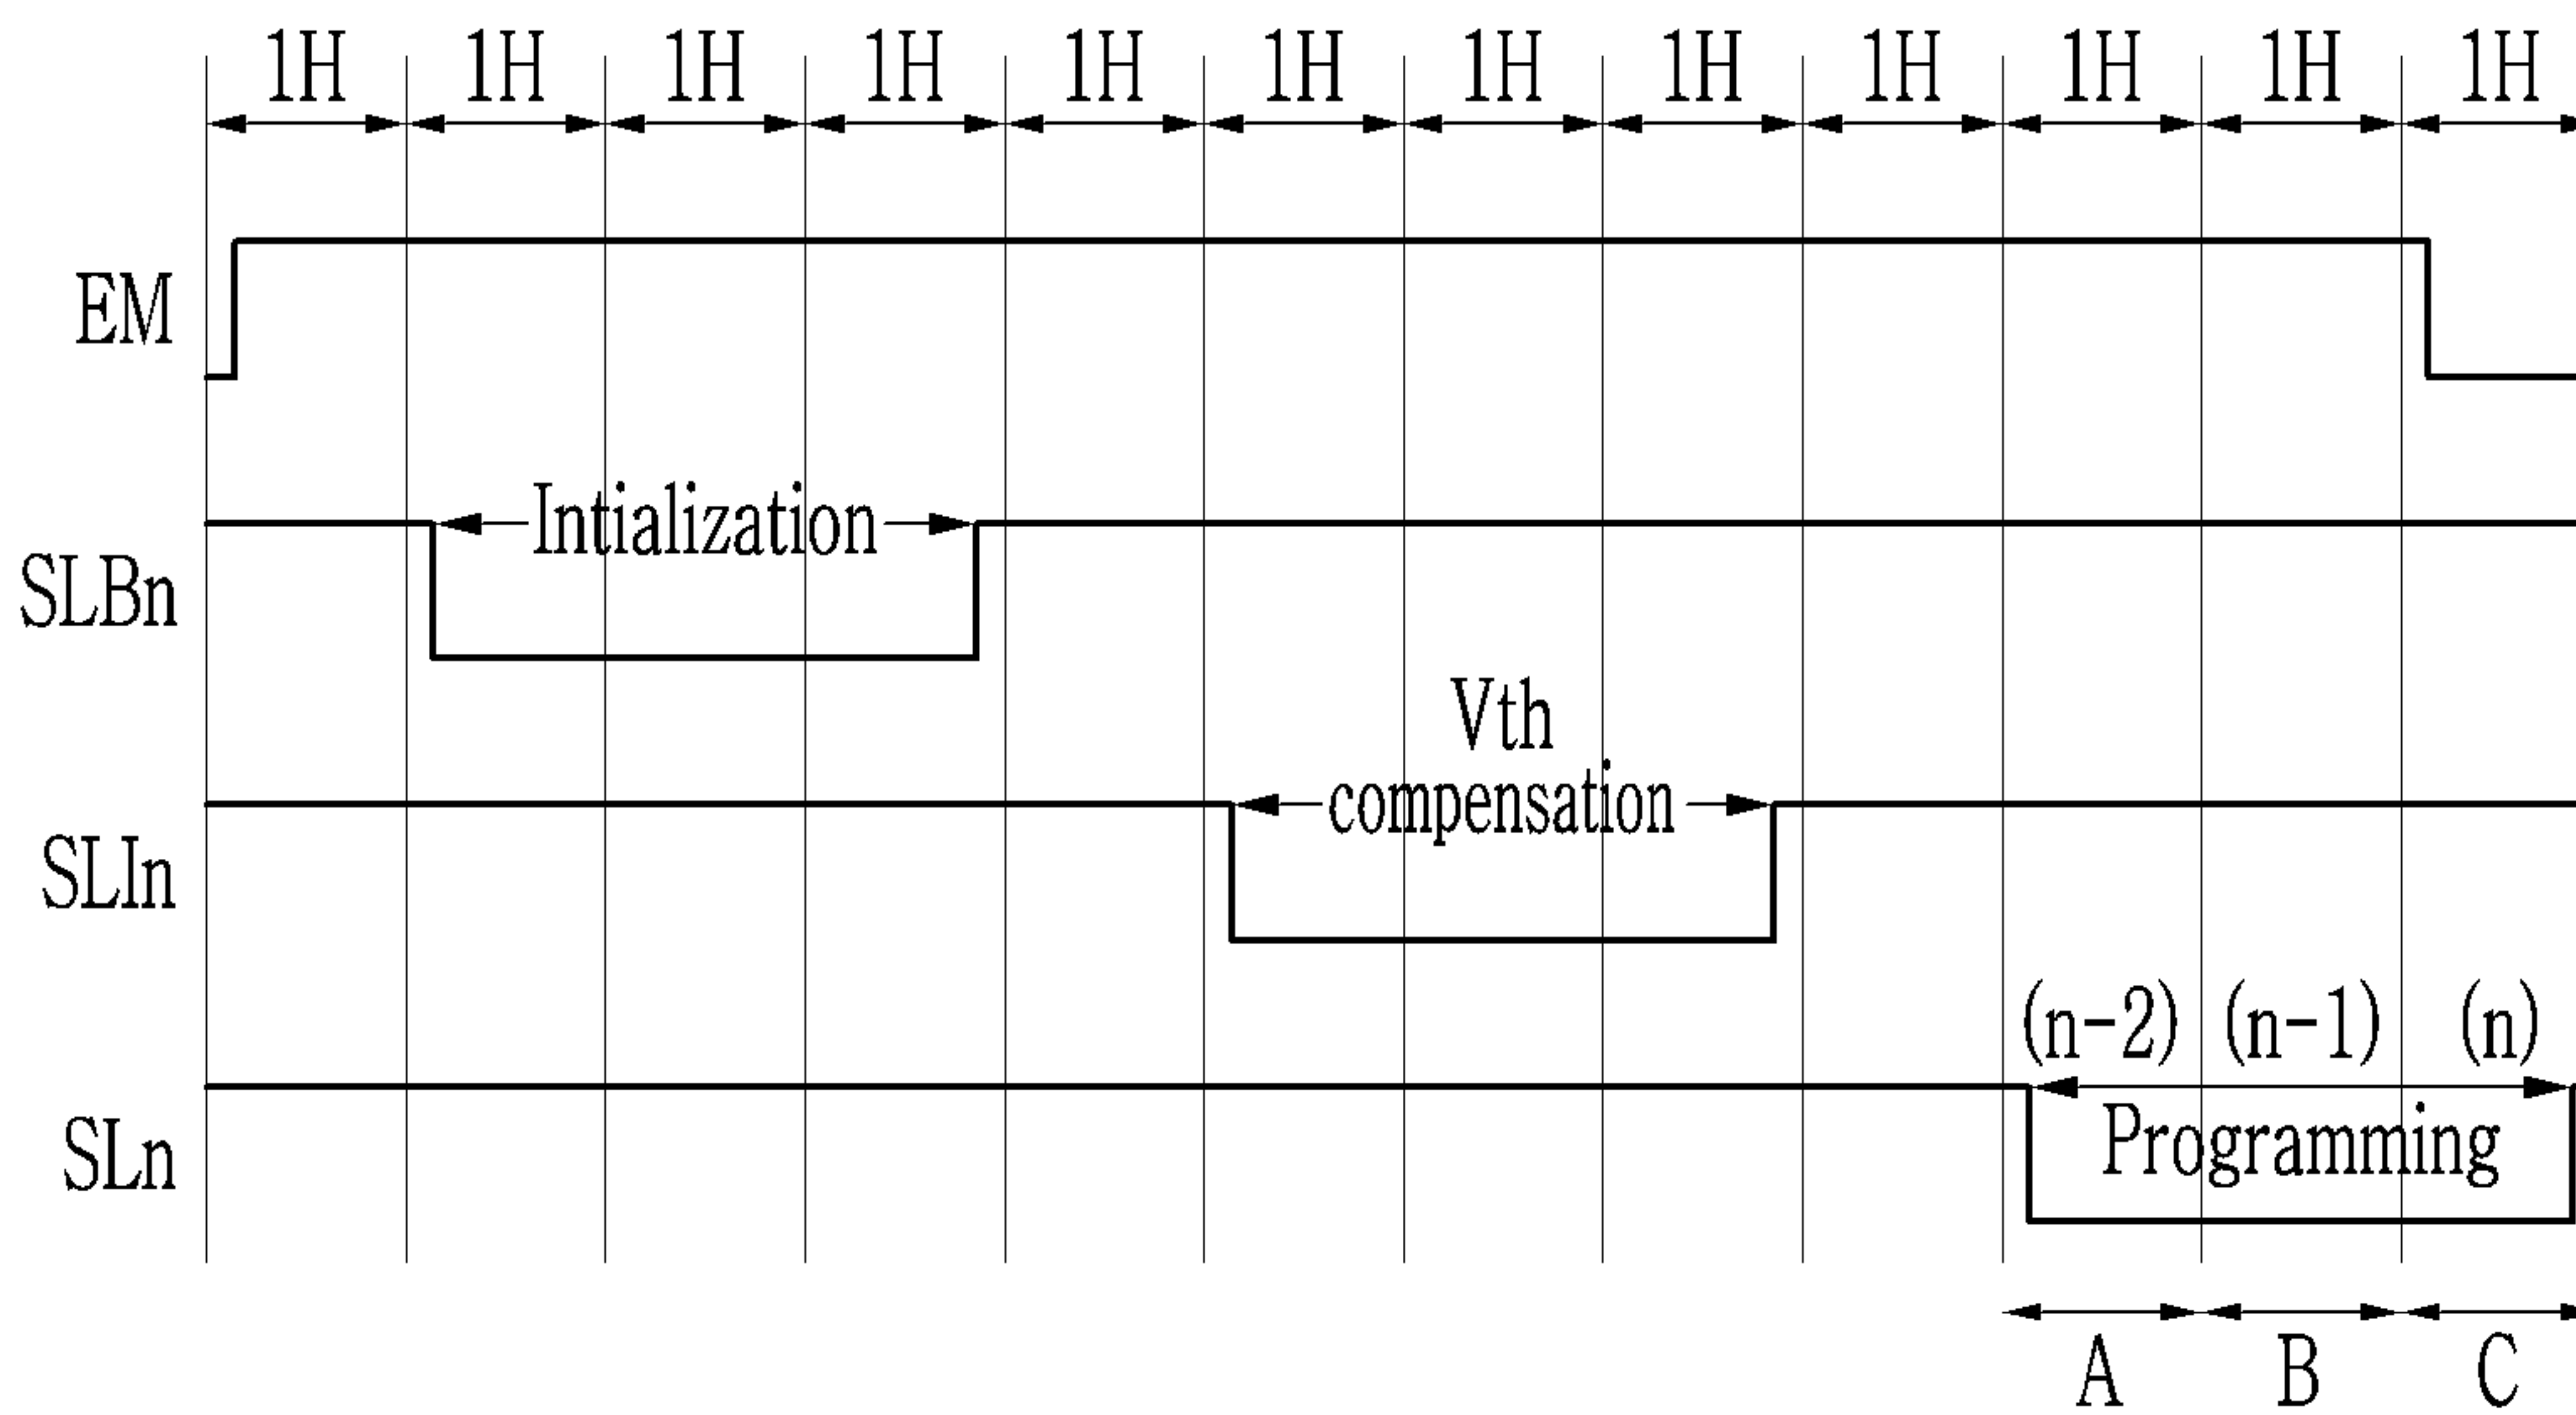 1H 1H 1H 1H 1H 1H 1H 1H 1H 1H 1H 1H
EM
Intialization
SLBn
Vth
compensation
SLIn
(n-2) (n-1) (n)
Programming
SLn
A B C